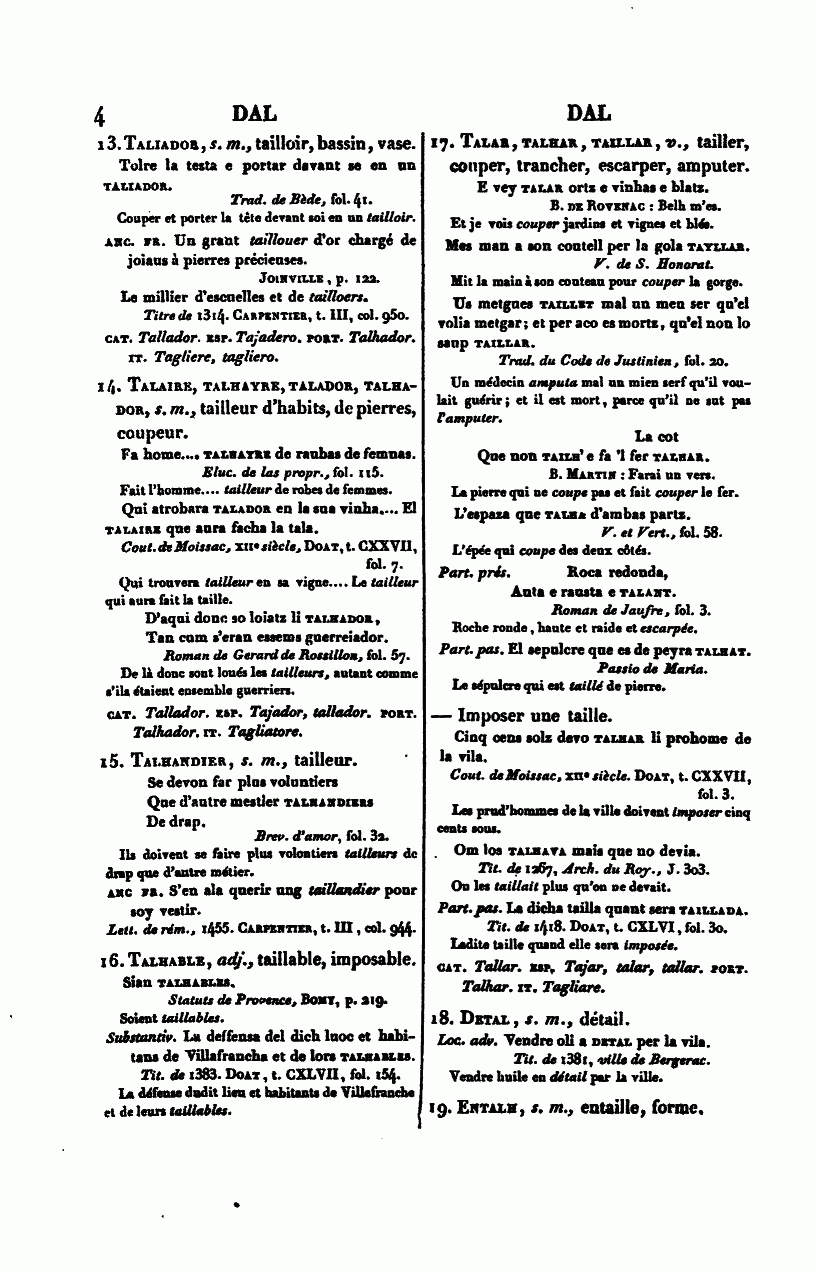 4 DAL DAL
13. TALIADOR, s. m., tailloir, bassin, vase.
Tolre la testa e portar davant se en un
TALIADOR.
Trad. de Bède, fol. 41.
Couper et porter la tête devant soi en un tailloir.
ANC. FR. Un grant taillouer d'or chargé de
joiaus à pierres précieuses.
JOINVILLE, p. 122.
Le millier d'escuelles et de tailloers.
Titre de 1314. CARPENTIER, t. III, col. 950.
CAT. Tallador. ESP. Tajadero. PORT. Talhador.
IT. Tagliere, tagliero.
14. TALAIRE, TALHAYRE, TALADOR, TALHA-
DOR, s. m., tailleur d'habits, de pierres,
coupeur.
Fa home.... TALHAYRE de raubas de femnas.
Eluc. de las propr., fol. 115.
Fait l'homme.... tailleur de robes de femmes.
Qui atrobara TALADOR en la sua vinha.... El
TALAIRE que aura facha la tala.
Cout. de Moissac, XIIe siècle, DOAT, t. CXXVII,
fol. 7.
Qui trouvera tailleur en sa vigne.... Le tailleur
qui aura fait la taille.
D'aqui donc so loiatz li TALHADOR,
Tan cum s'eran essems guerreiador.
Roman de Gerard de Rossillon, fol. 57.
De là donc sont loués les tailleurs, autant comme
s'ils étaient ensemble guerriers.
CAT. Tallador. ESP. Tajador, tallador. PORT.
Talhador. IT. Tagliatore.
15. TALHANDIER, s. m., tailleur.
Se devon far plus voluntiers
Que d'autre mestier TALHANDIERS
De drap.
Brev. d'amor, fol. 32.
Ils doivent se faire plus volontiers tailleurs de
drap que d'autre métier.
ANC FR. S'en ala querir ung taillandier pour
soy vestir.
Lett. de rém., 1455. CARPENTIER, t. III, col. 944.
16. TALHABLE, adj., taillable, imposable.
Sian TALHABLES.
Statuts de Provence, BOMY, p. 219.
Soient taillables.
Substantiv. La deffensa del dich luoc et habi-
tans de Villafrancha et de lors TALHABLES.
Tit. de 1383. DOAT, t. CXLVII, fol. 154.
La défense dudit lieu et habitants de Villefranche
et de leurs taillables.
17. TALAR, TALHAR, TAILLAR, v., tailler,
couper, trancher, escarper, amputer.
E vey TALAR ortz e vinhas e blatz.
B. DE ROVENAC : Belh m'es.
Et je vois couper jardins et vignes et blés.
Mes man a son coutell per la gola TAYLLAR.
V. de S. Honorat.
Mit la main à son couteau pour couper la gorge.
Us metgues TAILLET mal un meu ser qu'el
volia metgar; et per aco es mortz, qu'el non lo
saup TAILLAR.
Trad. du Code de Justinien, fol. 20.
Un médecin amputa mal un mien serf qu'il vou-
lait guérir; et il est mort, parce qu'il ne sut pas
l'amputer.
La cot
Que non TAILH' e fa 'l fer TALHAR.
B. MARTIN : Farai un vers.
La pierre qui ne coupe pas et fait couper le fer.
L'espaza que TALHA d'ambas partz.
V. et Vert., fol. 58.
L'épée qui coupe des deux côtés.
Part. prés. Roca redonda,
Auta e rausta e TALANT.
Roman de Jaufre, fol. 3.
Roche ronde, haute et raide et escarpée.
Part. pas. El sepulcre que es de peyra TALHAT.
Passio de Maria.
Le sépulcre qui est taillé de pierre.
— Imposer une taille.
Cinq cens solz devo TALHAR li prohome de
la vila.
Cout. de Moissac, XIIe siècle. DOAT, t. CXXVII,
fol. 3.
Les prud'hommes de la ville doivent imposer cinq
cents sous.
Om los TALHAVA mais que no devia.
Tit. de 1267, Arch. du Roy., J. 303.
On les taillait plus qu'on ne devait.
Part. pas. La dicha tailla quant sera TAILLADA.
Tit. de 1418. DOAT, t. CXLVI, fol. 30.
Ladite taille quand elle sera imposée.
CAT. Tallar. ESP. Tajar, talar, tallar. PORT.
Talhar. IT. Tagliare.
18. DETAL, s. m., détail.
Loc. adv. Vendre oli a DETAL per la vila.
Tit. de 1381, ville de Bergerac.
Vendre huile en détail par la ville.
19. ENTALH, s. m., entaille, forme.